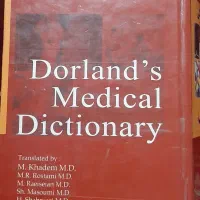 Dorland's
Medical
Dictionary
Translated by:
M. Khadem M.D.
M.R. Rostami M.D.
M. Ramezani M.D.
Sh. Masoumi M.D.